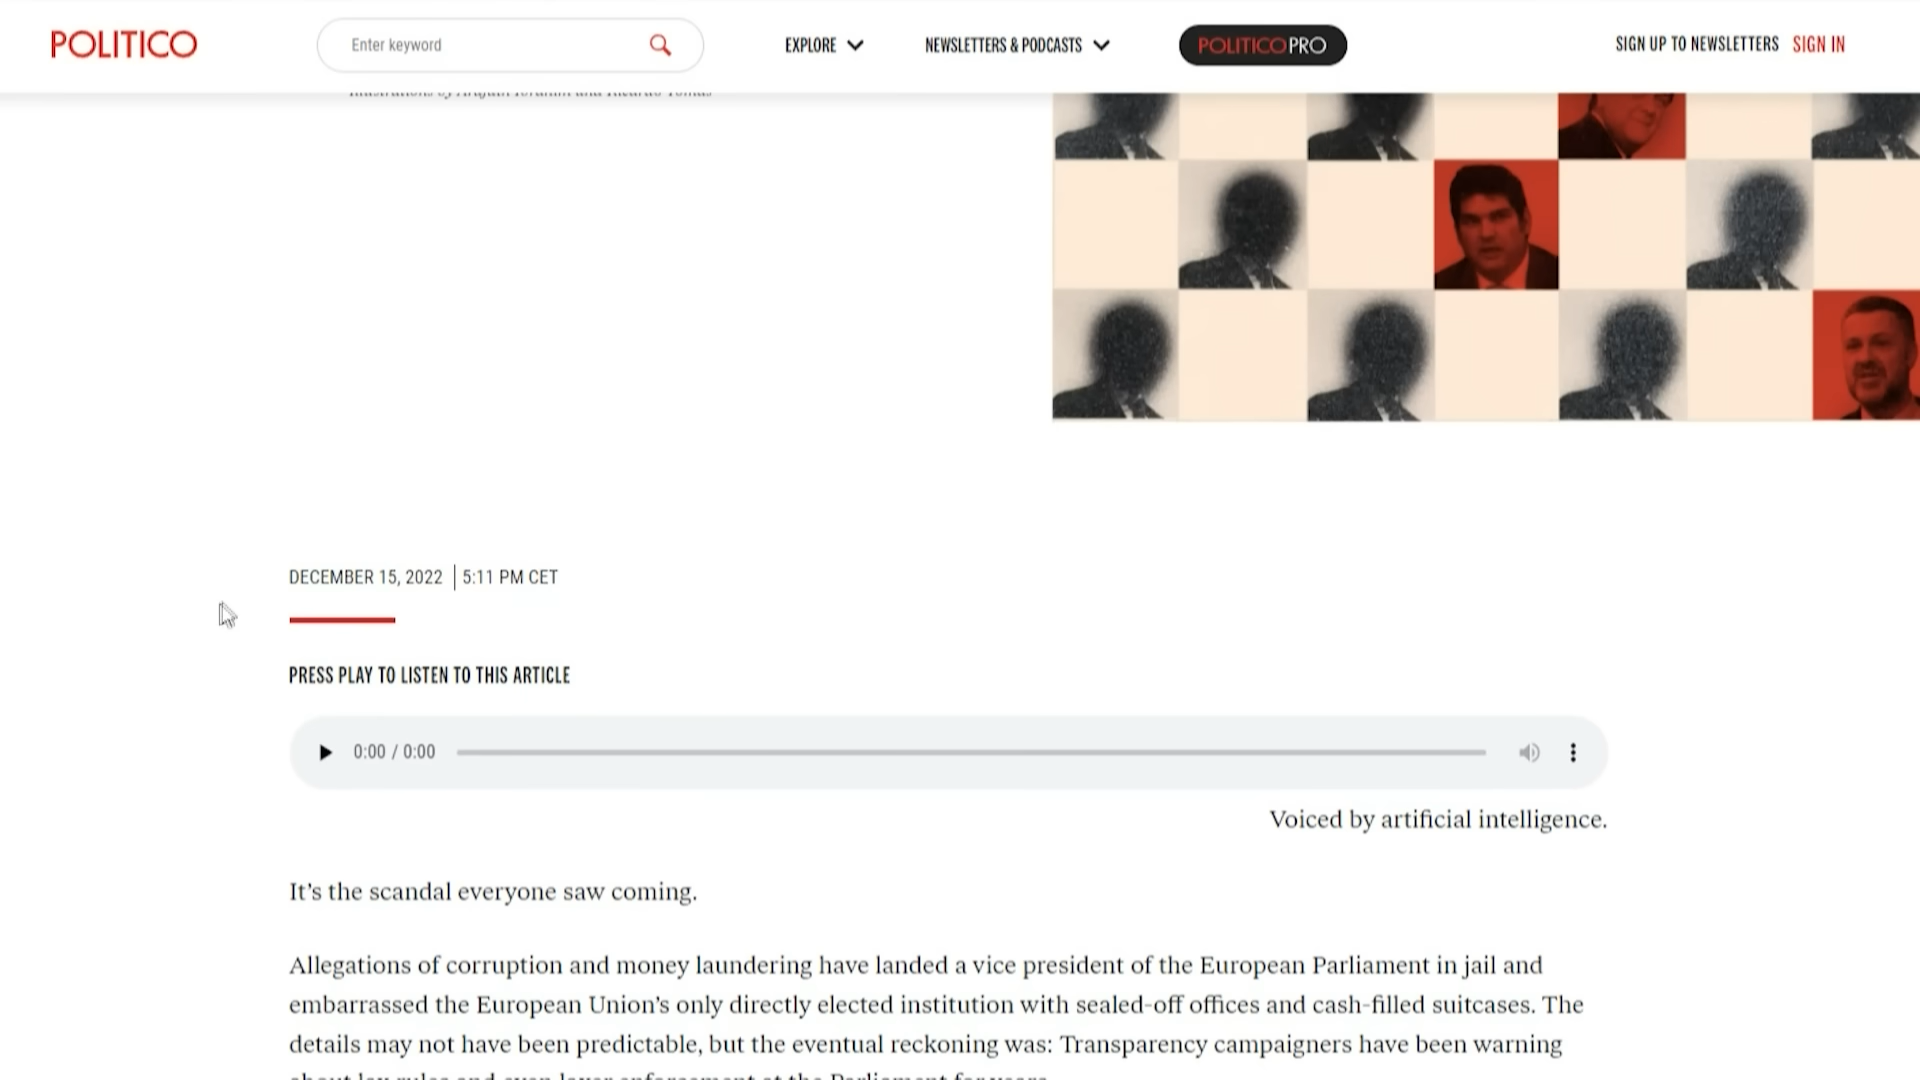 POLITICO
Enter keyword
EXPLORE
NEWSLETTERS & PODCASTS
POLITICOPRO
SIGN UP TO NEWSLETTERS
SIGN IN
DECEMBER 15, 2022 | 5:11 PM CET
PRESS PLAY TO LISTEN TO THIS ARTICLE
0:00 / 0:00
Voiced by artificial intelligence.
It’s the scandal everyone saw coming.
Allegations of corruption and money laundering have landed a vice president of the European Parliament in jail and
embarrassed the European Union’s only directly elected institution with sealed-off offices and cash-filled suitcases. The
details may not have been predictable, but the eventual reckoning was: Transparency campaigners have been warning